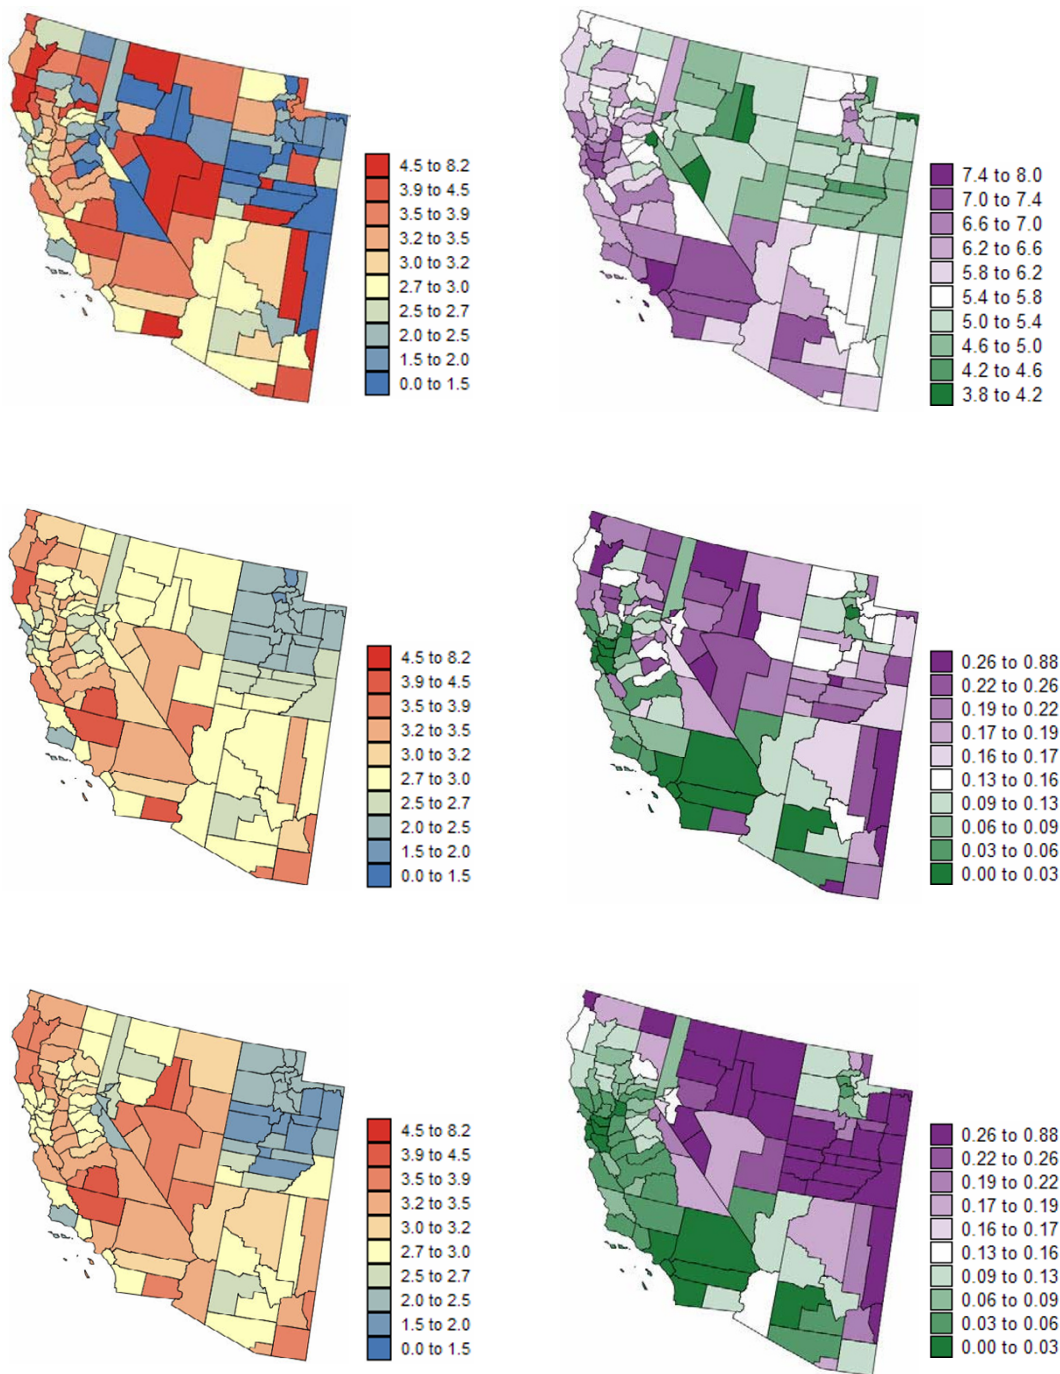 4.5 to 8.2
3.9 to 4.5
3.5 to 3.9
3.2 to 3.5
3.0 to 3.2
2.7 to 3.0
2.5 to 2.7
2.0 to 2.5
1.5 to 2.0
0.0 to 1.5
7.4 to 8.0
7.0 to 7.4
6.6 to 7.0
6.2 to 6.6
5.8 to 6.2
5.4 to 5.8
5.0 to 5.4
4.6 to 5.0
4.2 to 4.6
3.8 to 4.2
4.5 to 8.2
3.9 to 4.5
3.5 to 3.9
3.2 to 3.5
3.0 to 3.2
2.7 to 3.0
2.5 to 2.7
2.0 to 2.5
1.5 to 2.0
0.0 to 1.5
0.26 to 0.88
0.22 to 0.26
0.19 to 0.22
0.17 to 0.19
0.16 to 0.17
0.13 to 0.16
0.09 to 0.13
0.06 to 0.09
0.03 to 0.06
0.00 to 0.03
4.5 to 8.2
3.9 to 4.5
3.5 to 3.9
3.2 to 3.5
3.0 to 3.2
2.7 to 3.0
2.5 to 2.7
2.0 to 2.5
1.5 to 2.0
0.0 to 1.5
0.26 to 0.88
0.22 to 0.26
0.19 to 0.22
0.17 to 0.19
0.16 to 0.17
0.13 to 0.16
0.09 to 0.13
0.06 to 0.09
0.03 to 0.06
0.00 to 0.03